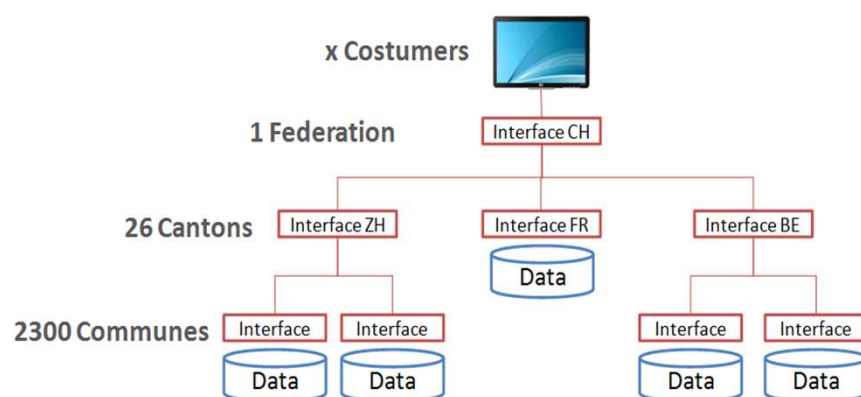 x Costumers
1 Federation
Interface CH
26 Cantons
Interface ZH
Interface FR
Interface BE
Data
2300 Communes
Interface
Interface
Interface
Interface
Data
Data
Data
Data